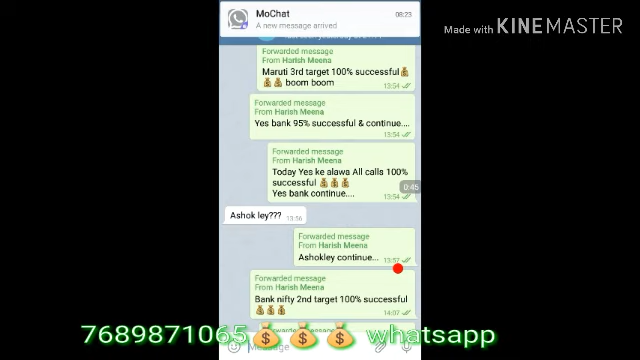 MoChat
08:23
A new message arrived
Made with KINEMASTER
Forwarded message
From Harish Meena
Maruti 3rd target 100% successful💰
💰💰 boom boom
13:54
Forwarded message
From Harish Meena
Yes bank 95% successful & continue....
13:54
Forwarded message
From Harish Meena
Today Yes ke alawa All calls 100%
successful 💰💰💰
Yes bank continue....
13:54
0:45
Ashok ley???
13:56
Forwarded message
From Harish Meena
Ashokley continue...
13:57
Forwarded message
From Harish Meena
Bank nifty 2nd target 100% successful
💰💰💰
14:07
7689871065💰💰💰 whatsapp
Message